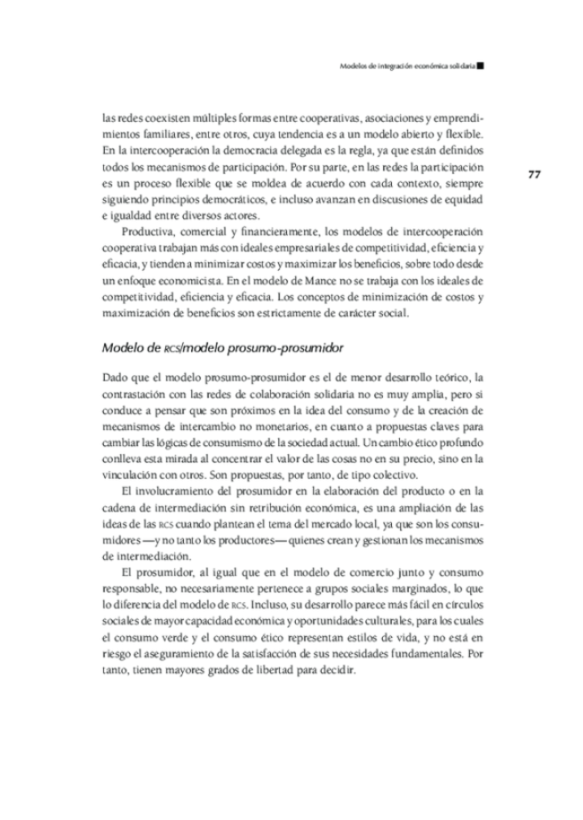 Modelos de integración económica solidaria
las redes coexisten múltiples formas entre cooperativas, asociaciones y emprendi-
mientos familiares, entre otros, cuya tendencia es a un modelo abierto y flexible.
En la intercooperación la democracia delegada es la regla, ya que están definidos
77
todos los mecanismos de participación. Por su parte, en las redes la participación
es un proceso flexible que se moldea de acuerdo con cada contexto, siempre
siguiendo principios democráticos, e incluso avanzan en discusiones de equidad
e igualdad entre diversos actores.
Productiva, comercial y financieramente, los modelos de intercooperación
cooperativa trabajan más con ideales empresariales de competitividad, eficiencia y
eficacia, y tienden a minimizar costos y maximizar los beneficios, sobre todo desde
un enfoque economicista. En el modelo de Mance no se trabaja con los ideales de
competitividad, eficiencia y eficacia. Los conceptos de minimización de costos y
maximización de beneficios son estrictamente de carácter social.
Modelo de RCS/modelo prosumo-prosumidor
Dado que el modelo prosumo-prosumidor es el de menor desarrollo teórico, la
contrastación con las redes de colaboración solidaria no es muy amplia, pero sí
conduce a pensar que son próximos en la idea del consumo y de la creación de
mecanismos de intercambio no monetarios, en cuanto a propuestas claves para
cambiar las lógicas de consumismo de la sociedad actual. Un cambio ético profundo
conlleva esta mirada al concentrar el valor de las cosas no en su precio, sino en la
vinculación con otros. Son propuestas, por tanto, de tipo colectivo.
El involucramiento del prosumidor en la elaboración del producto o en la
cadena de intermediación sin retribución económica, es una ampliación de las
ideas de las RCS cuando plantean el tema del mercado local, ya que son los consu-
midores —y no tanto los productores— quienes crean y gestionan los mecanismos
de intermediación.
El prosumidor, al igual que en el modelo de comercio junto y consumo
responsable, no necesariamente pertenece a grupos sociales marginados, lo que
lo diferencia del modelo de RCS. Incluso, su desarrollo parece más fácil en círculos
sociales de mayor capacidad económica y oportunidades culturales, para los cuales
el consumo verde y el consumo ético representan estilos de vida, y no está en
riesgo el aseguramiento de la satisfacción de sus necesidades fundamentales. Por
tanto, tienen mayores grados de libertad para decidir.